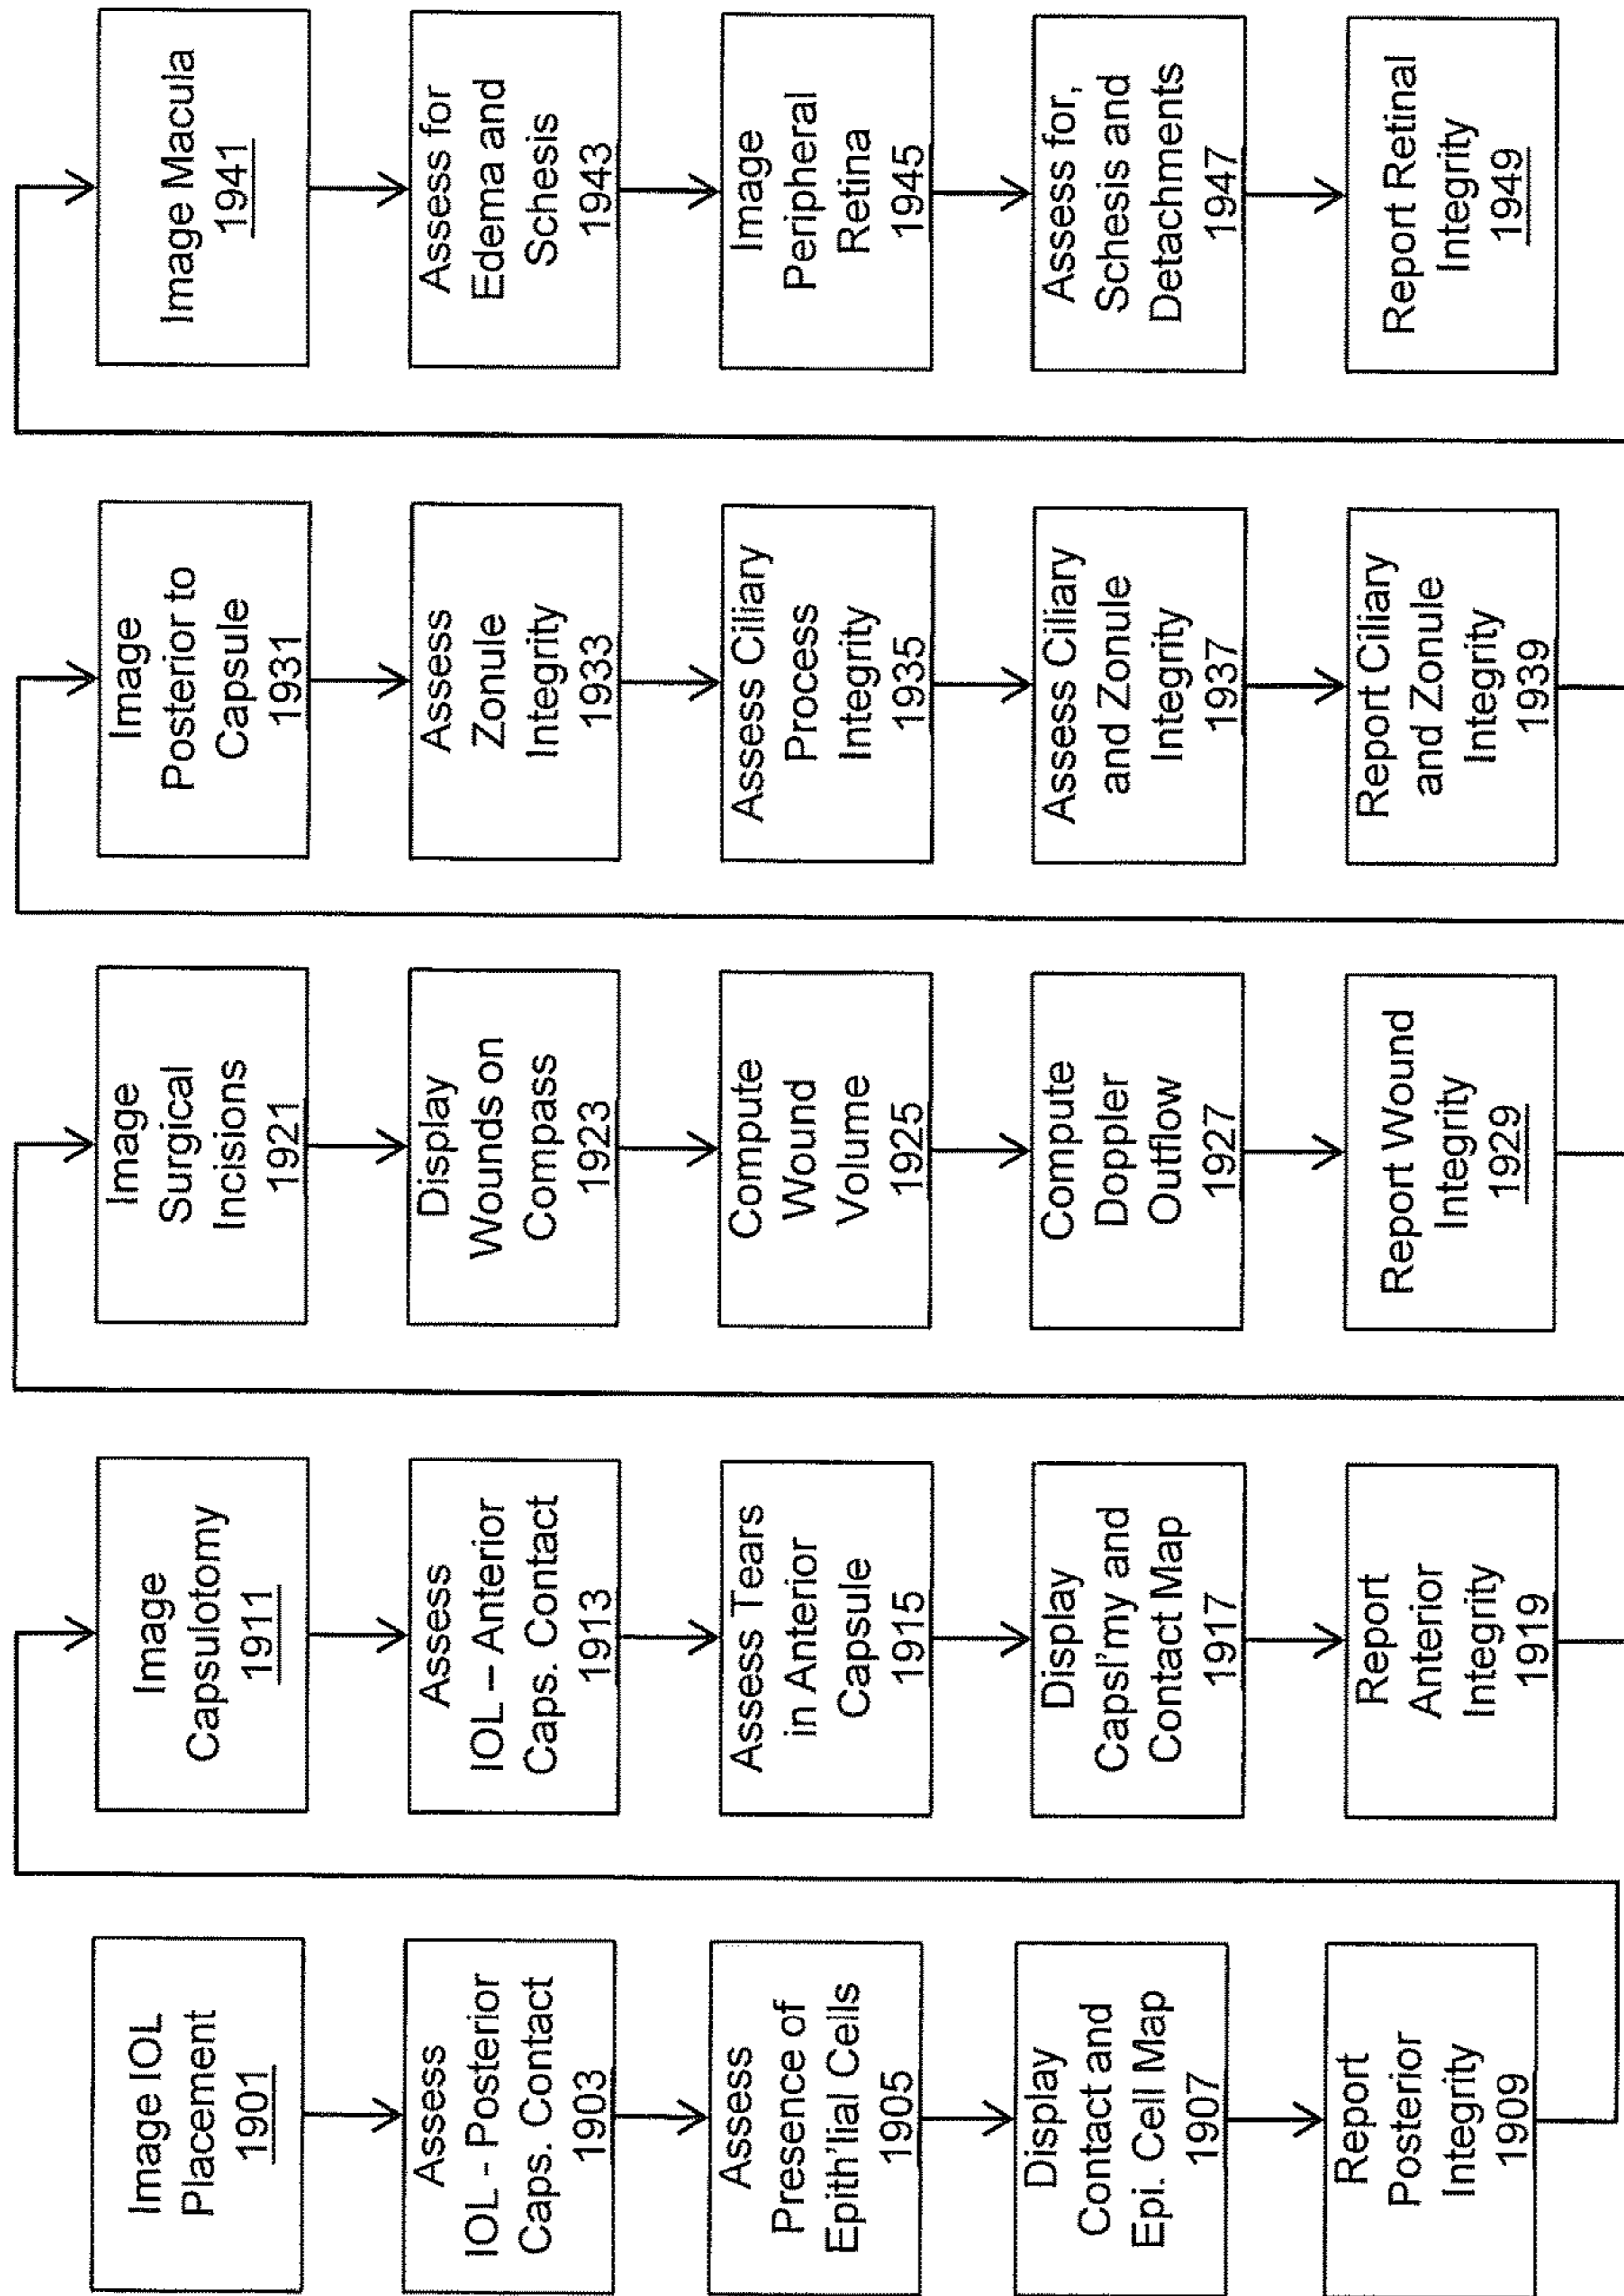 Image IOL
Placement
1901
Assess
IOL - Posterior
Caps. Contact
1903
Assess
Presence of
Epith'lial Cells
1905
Display
Contact and
Epi. Cell Map
1907
Report
Posterior
Integrity
1909
Image
Capsulotomy
1911
Assess
IOL – Anterior
Caps. Contact
1913
Assess Tears
in Anterior
Capsule
1915
Display
Capsl'my and
Contact Map
1917
Report
Anterior
Integrity
1919
Image
Surgical
Incisions
1921
Display
Wounds on
Compass
1923
Compute
Wound
Volume
1925
Compute
Doppler
Outflow
1927
Report Wound
Integrity
1929
Image
Posterior to
Capsule
1931
Assess
Zonule
Integrity
1933
Assess Ciliary
Process
Integrity
1935
Assess Ciliary
and Zonule
Integrity
1937
Report Ciliary
and Zonule
Integrity
1939
Image Macula
1941
Assess for
Edema and
Schesis
1943
Image
Peripheral
Retina
1945
Assess for,
Schesis and
Detachments
1947
Report Retinal
Integrity
1949